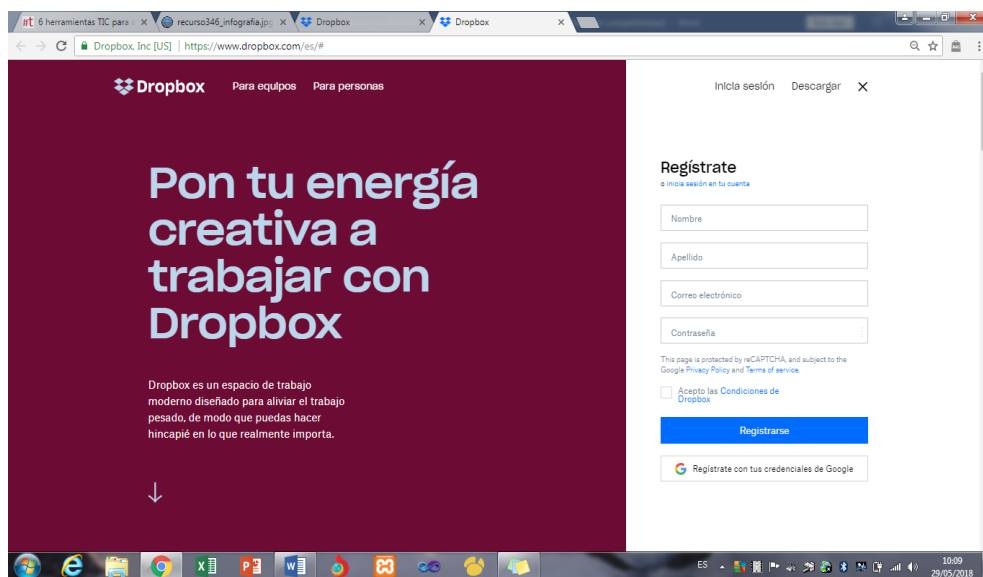 #t 6 herramientas TIC para
recurso346_infografia.jpg
Dropbox
Dropbox
Dropbox, Inc [US] | https://www.dropbox.com/es/#
Dropbox
Para equipos
Para personas
Inicia sesión
Descargar
Pon tu energía
creativa a
trabajar con
Dropbox
Dropbox es un espacio de trabajo
moderno diseñado para aliviar el trabajo
pesado, de modo que puedas hacer
hincapié en lo que realmente importa.
Regístrate
o inicia sesión en tu cuenta
Nombre
Apellido
Correo electrónico
Contraseña
This page is protected by reCAPTCHA, and subject to the
Google Privacy Policy and Terms of service.
Acepto las Condiciones de
Dropbox
Registrarse
Regístrate con tus credenciales de Google
ES
10:09
29/05/2018